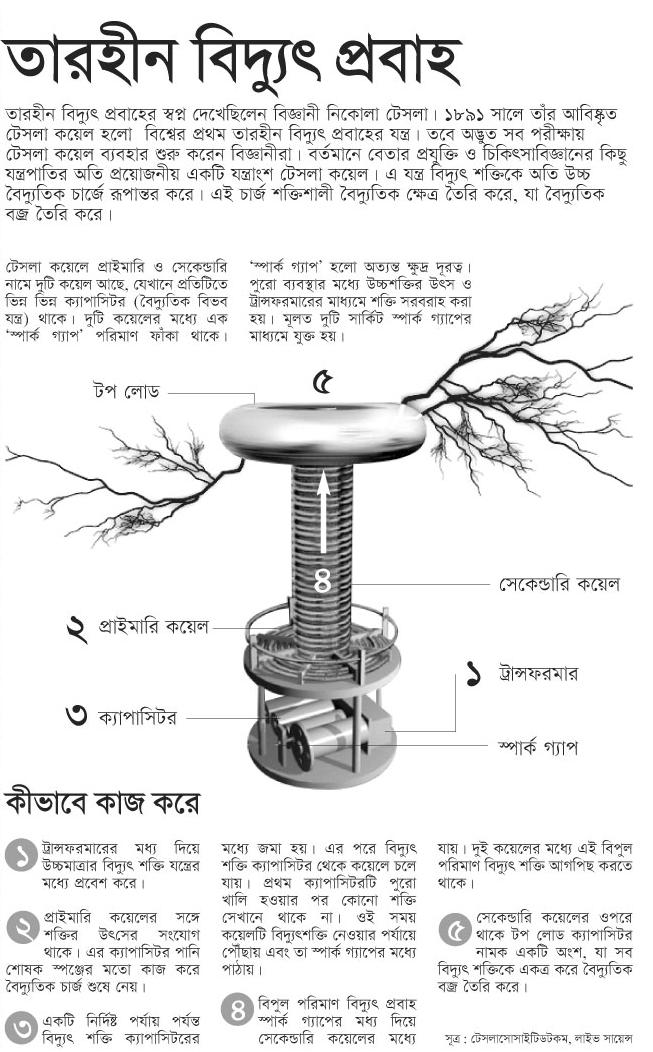 তারহীন বিদ্যুৎ প্রবাহ
তারহীন বিদ্যুৎ প্রবাহের স্বপ্ন দেখেছিলেন বিজ্ঞানী নিকোলা টেসলা। ১৮৯১ সালে তাঁর আবিষ্কৃত
টেসলা কয়েল হলো বিশ্বের প্রথম তারহীন বিদ্যুৎ প্রবাহের যন্ত্র। তবে অদ্ভুত সব পরীক্ষায়
টেসলা কয়েল ব্যবহার শুরু করেন বিজ্ঞানীরা। বর্তমানে বেতার প্রযুক্তি ও চিকিৎসাবিজ্ঞানের কিছু
যন্ত্রপাতির অতি প্রয়োজনীয় একটি যন্ত্রাংশ টেসলা কয়েল। এ যন্ত্র বিদ্যুৎ শক্তিকে অতি উচ্চ
বৈদ্যুতিক চার্জে রূপান্তর করে। এই চার্জ শক্তিশালী বৈদ্যুতিক ক্ষেত্র তৈরি করে, যা বৈদ্যুতিক
বজ্র তৈরি করে।
টেসলা কয়েলে প্রাইমারি ও সেকেন্ডারি
নামে দুটি কয়েল আছে, যেখানে প্রতিটিতে
ভিন্ন ভিন্ন ক্যাপাসিটর (বৈদ্যুতিক বিভব
যন্ত্র) থাকে। দুটি কয়েলের মধ্যে এক
‘স্পার্ক গ্যাপ’ পরিমাণ ফাঁকা থাকে।
‘স্পার্ক গ্যাপ’ হলো অত্যন্ত ক্ষুদ্র দূরত্ব।
পুরো ব্যবস্থার মধ্যে উচ্চশক্তির উৎস ও
ট্রান্সফরমারের মাধ্যমে শক্তি সরবরাহ করা
হয়। মূলত দুটি সার্কিট স্পার্ক গ্যাপের
মাধ্যমে যুক্ত হয়।
৫
টপ লোড
৪
সেকেন্ডারি কয়েল
২ প্রাইমারি কয়েল
১ ট্রান্সফরমার
৩ ক্যাপাসিটর
স্পার্ক গ্যাপ
কীভাবে কাজ করে
১ ট্রান্সফরমারের মধ্য দিয়ে
উচ্চমাত্রার বিদ্যুৎ শক্তি যন্ত্রের
মধ্যে প্রবেশ করে।
২ প্রাইমারি কয়েলের সঙ্গে
শক্তির উৎসের সংযোগ
থাকে। এর ক্যাপাসিটর পানি
শোষক স্পঞ্জের মতো কাজ করে
বৈদ্যুতিক চার্জ শুষে নেয়।
৩ একটি নির্দিষ্ট পর্যায় পর্যন্ত
বিদ্যুৎ শক্তি ক্যাপাসিটরের
মধ্যে জমা হয়। এর পরে বিদ্যুৎ
শক্তি ক্যাপাসিটর থেকে কয়েলে চলে
যায়। প্রথম ক্যাপাসিটরটি পুরো
খালি হওয়ার পর কোনো শক্তি
সেখানে থাকে না। ওই সময়
কয়েলটি বিদ্যুৎশক্তি নেওয়ার পর্যায়ে
পৌঁছায় এবং তা স্পার্ক গ্যাপের মধ্যে
পাঠায়।
৪ বিপুল পরিমাণ বিদ্যুৎ প্রবাহ
স্পার্ক গ্যাপের মধ্য দিয়ে
সেকেন্ডারি কয়েলের মধ্যে
যায়। দুই কয়েলের মধ্যে এই বিপুল
পরিমাণ বিদ্যুৎ শক্তি আগপিছ করতে
থাকে।
৫ সেকেন্ডারি কয়েলের ওপরে
থাকে টপ লোড ক্যাপাসিটর
নামক একটি অংশ, যা সব
বিদ্যুৎ শক্তিকে একত্র করে বৈদ্যুতিক
বজ্র তৈরি করে।
সূত্র : টেসলাসোসাইটিডটকম, লাইভ সায়েন্স